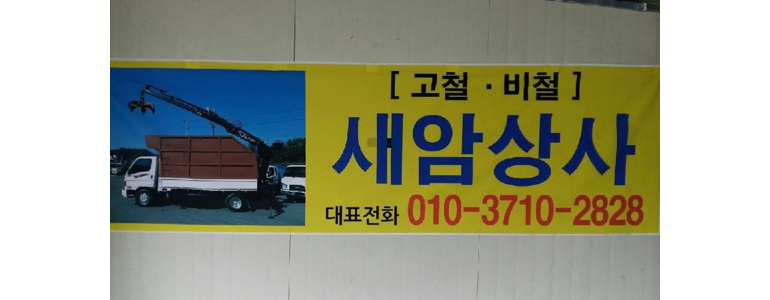 [ 고철 · 비철 ]
새암상사
대표전화 010-3710-2828